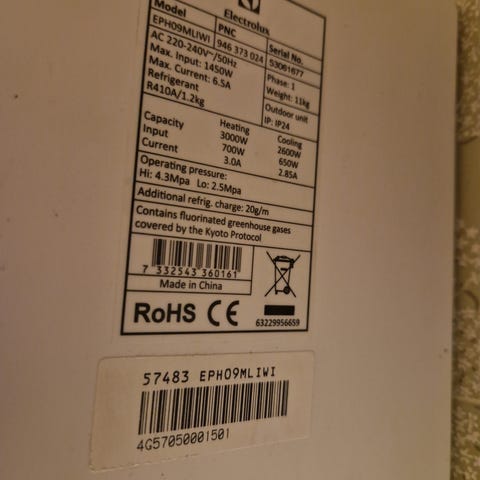 Electrolux
Model PNC Serial No.
EPH09MLIWI 946 373 024 53061677
AC 220-240V~/50Hz Phase: 1
Max. Input: 1450W Weight: 11kg
Max. Current: 6.5A Outdoor unit
Refrigerant IP: IP24
R410A/1.2kg
Capacity Heating Cooling
3000W 2600W
Input 700W 650W
Current 3.0A 2.85A
Operating pressure:
Hi: 4.3Mpa Lo: 2.5Mpa
Additional refrig. charge: 20g/m
Contains fluorinated greenhouse gases
covered by the Kyoto Protocol
7 332543 360161
Made in China
RoHS CE
63229956659
57483 EPH09MLIWI
4G57050001501